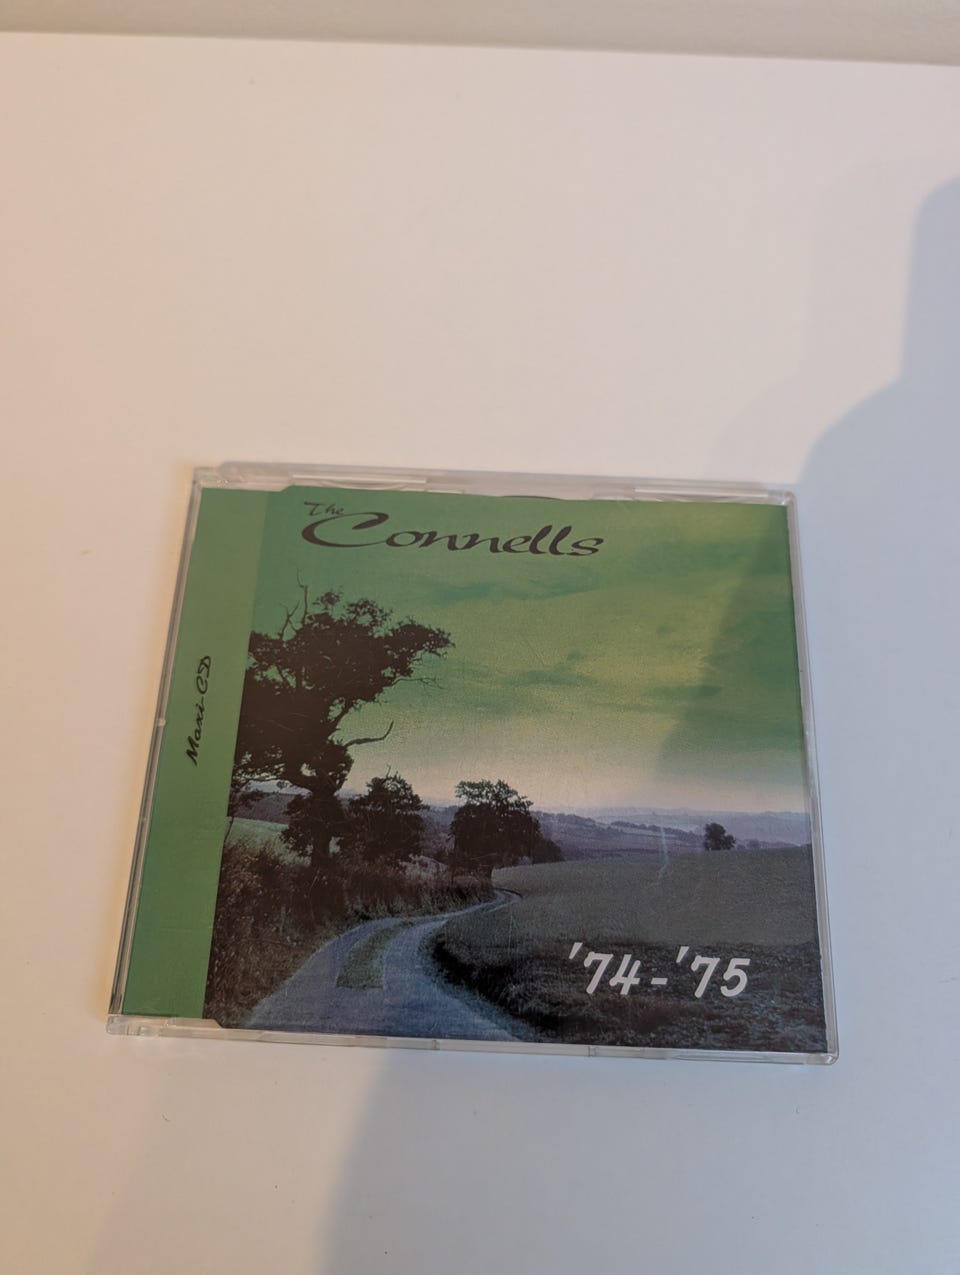 The
Connells
Maxi-CD
'74-'75